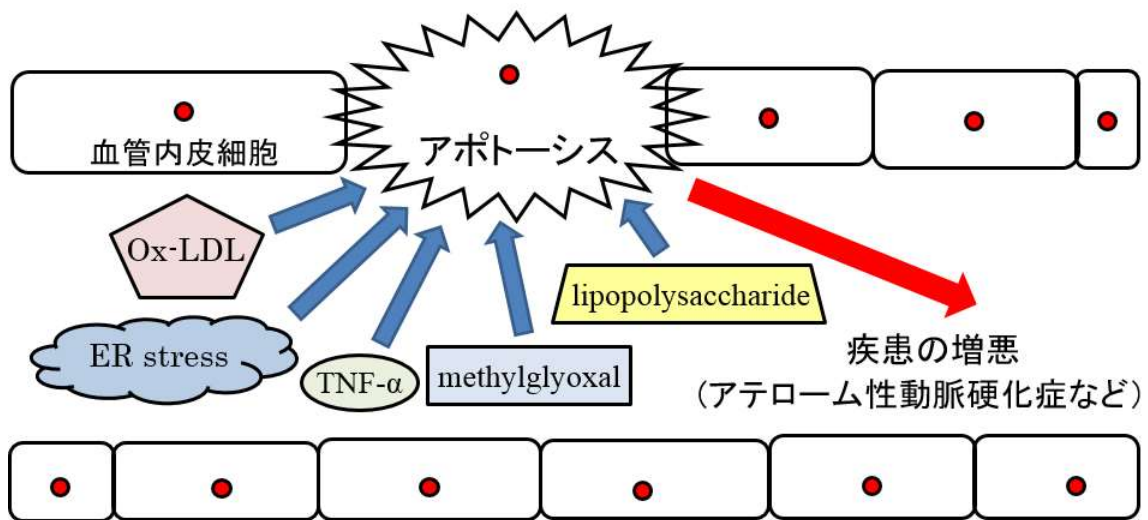 血管内皮細胞
アポトーシス
Ox-LDL
ER stress
TNF-α
methylglyoxal
lipopolysaccharide
疾患の増悪
(アテローム性動脈硬化症など)